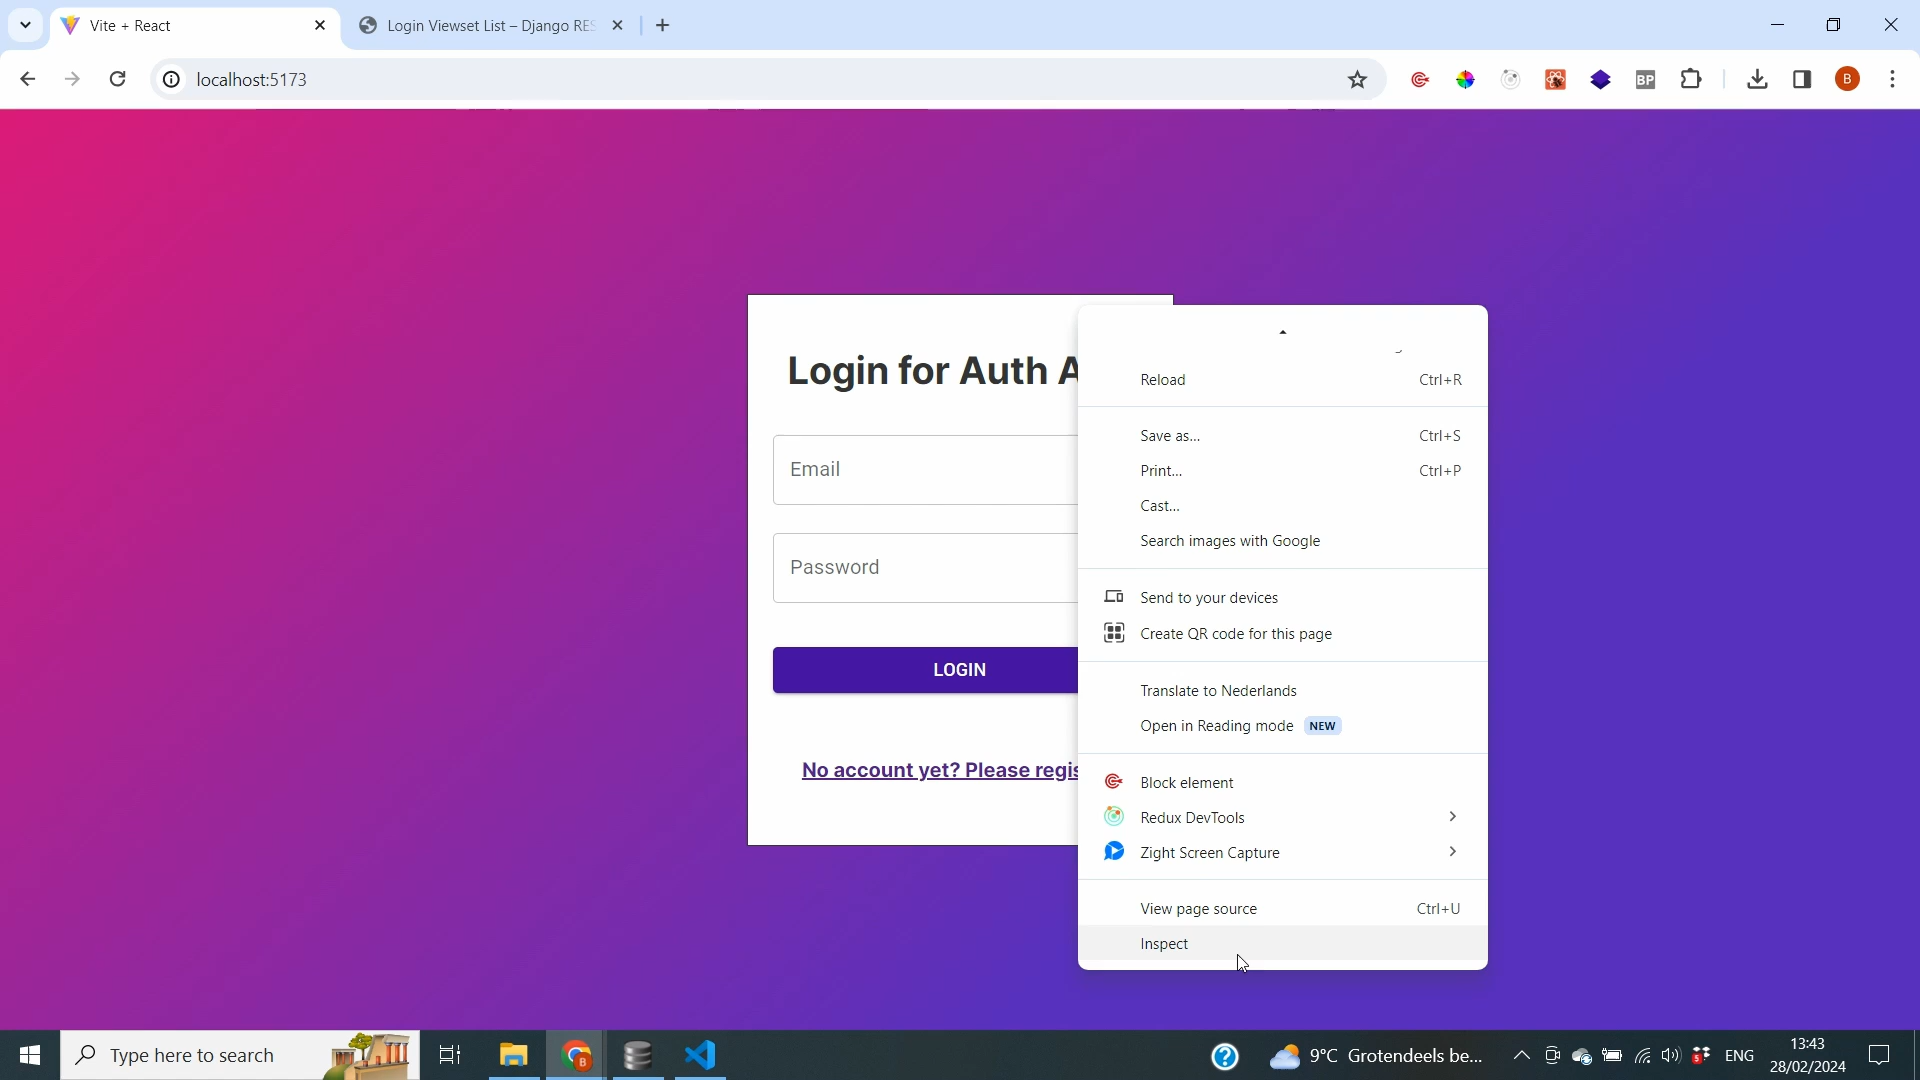 Vite + React
Login Viewset List – Django RES
localhost:5173
BP
B
Login for Auth A
Email
Password
LOGIN
No account yet? Please regis
Reload Ctrl+R
Save as... Ctrl+S
Print... Ctrl+P
Cast...
Search images with Google
Send to your devices
Create QR code for this page
Translate to Nederlands
Open in Reading mode NEW
Block element
Redux DevTools
Zight Screen Capture
View page source Ctrl+U
Inspect
Type here to search
B
9°C Grotendeels be...
ENG
13:43
28/02/2024